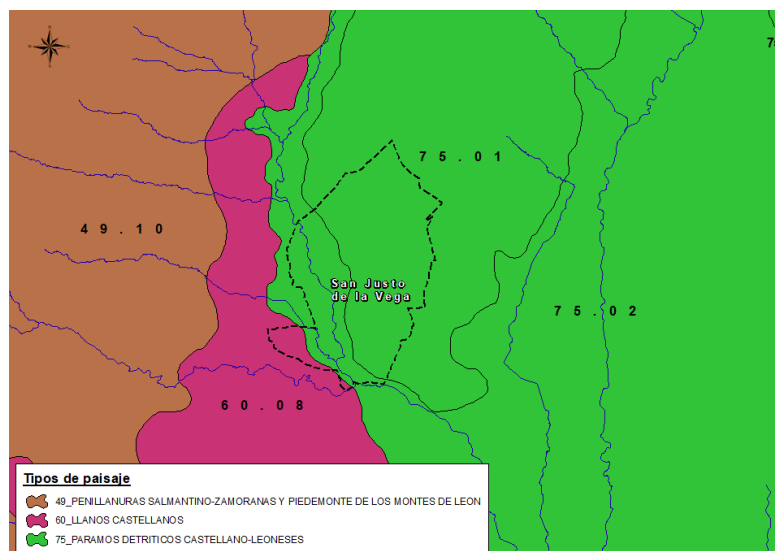 75
75.01
49.10
San Justo
de la Vega
75.02
60.08
Tipos de paisaje
49_PENILLANURAS SALMANTINO-ZAMORANAS Y PIEDEMONTE DE LOS MONTES DE LEON
60_LLANOS CASTELLANOS
75_PARAMOS DETRITICOS CASTELLANO-LEONESES